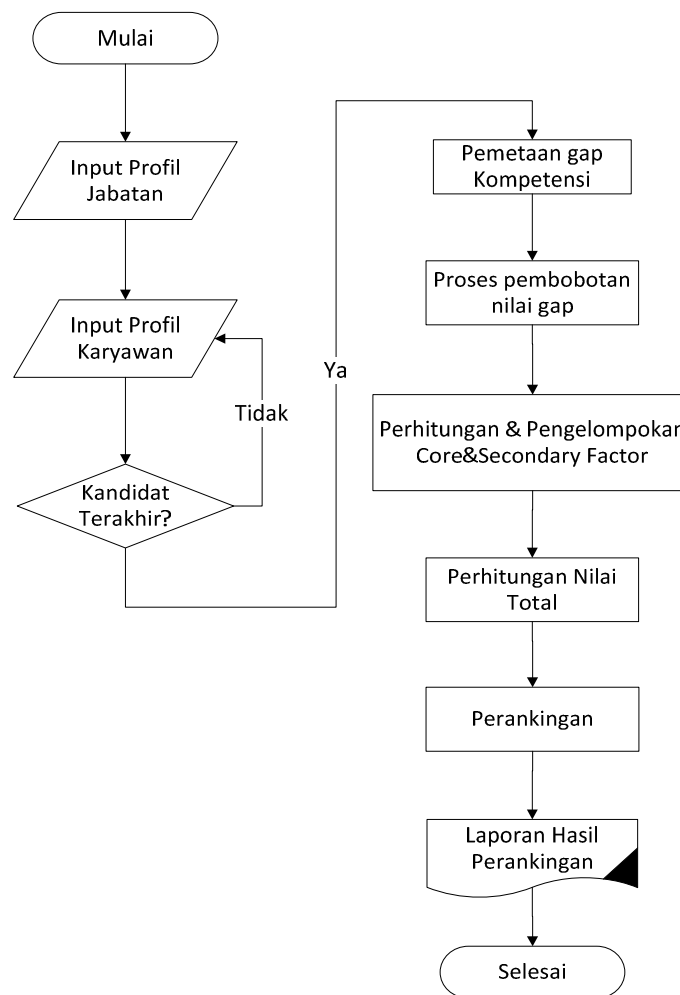 Mulai
Input Profil
Jabatan
Input Profil
Karyawan
Tidak
Kandidat
Terakhir?
Ya
Pemetaan gap
Kompetensi
Proses pembobotan
nilai gap
Perhitungan & Pengelompokan
Core&Secondary Factor
Perhitungan Nilai
Total
Perankingan
Laporan Hasil
Perankingan
Selesai